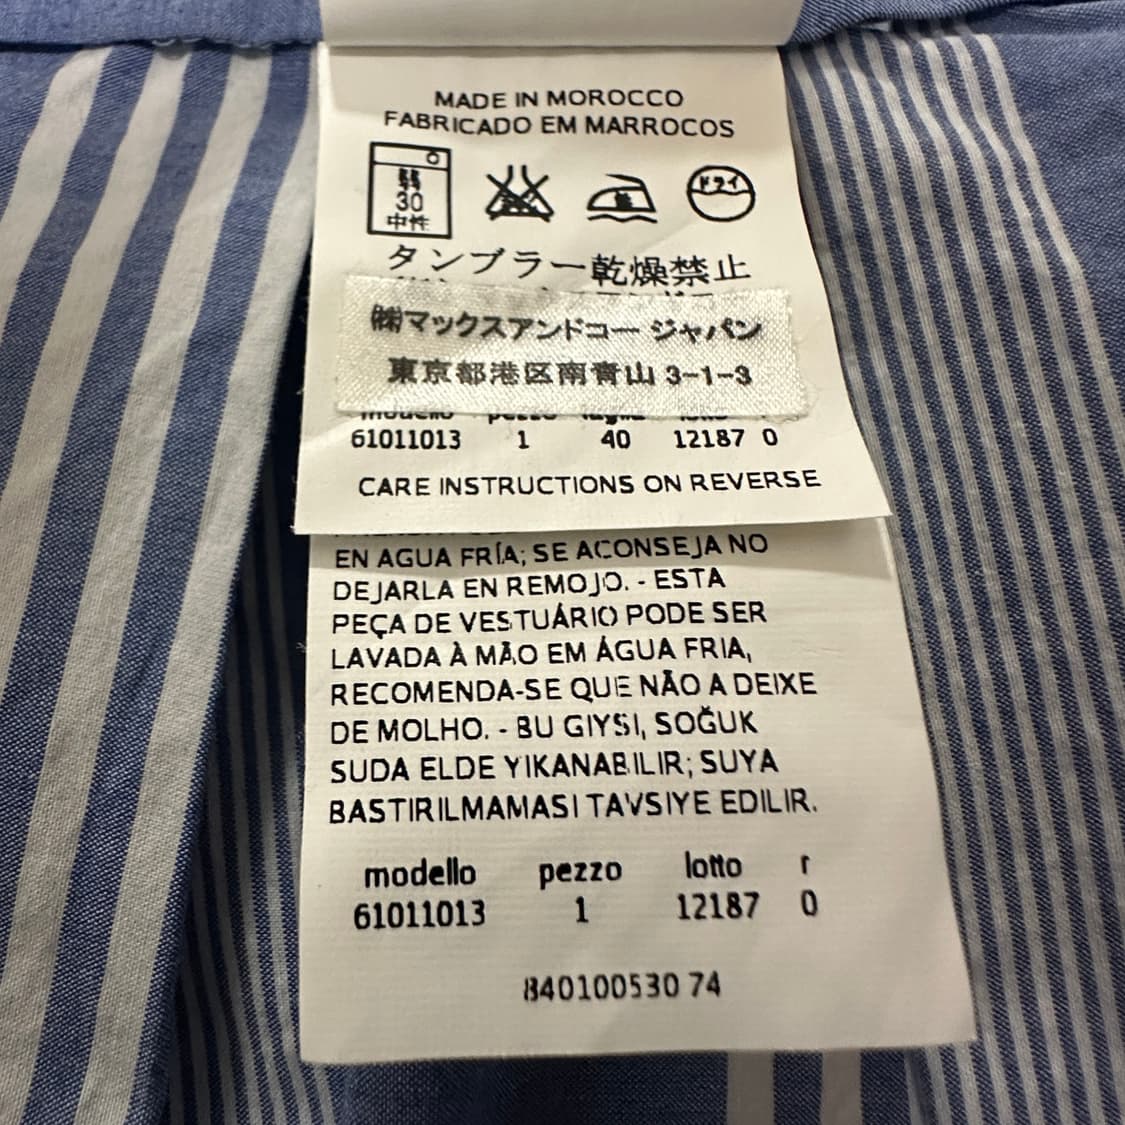 MADE IN MOROCCO
FABRICADO EM MARROCOS
弱
30
中性
ドライ
タンブラー乾燥禁止
㈱マックスアンドコー ジャパン
東京都港区南青山 3-1-3
modello pezzo taglia lotto r
61011013 1 40 12187 0
CARE INSTRUCTIONS ON REVERSE
EN AGUA FRÍA; SE ACONSEJA NO
DEJARLA EN REMOJO. - ESTA
PEÇA DE VESTUÁRIO PODE SER
LAVADA À MÃO EM ÁGUA FRIA,
RECOMENDA-SE QUE NÃO A DEIXE
DE MOLHO. - BU GIYSI, SOĞUK
SUDA ELDE YIKANABILIR; SUYA
BASTIRILMAMASI TAVSIYE EDILIR.
modello pezzo lotto r
61011013 1 12187 0
840100530 74